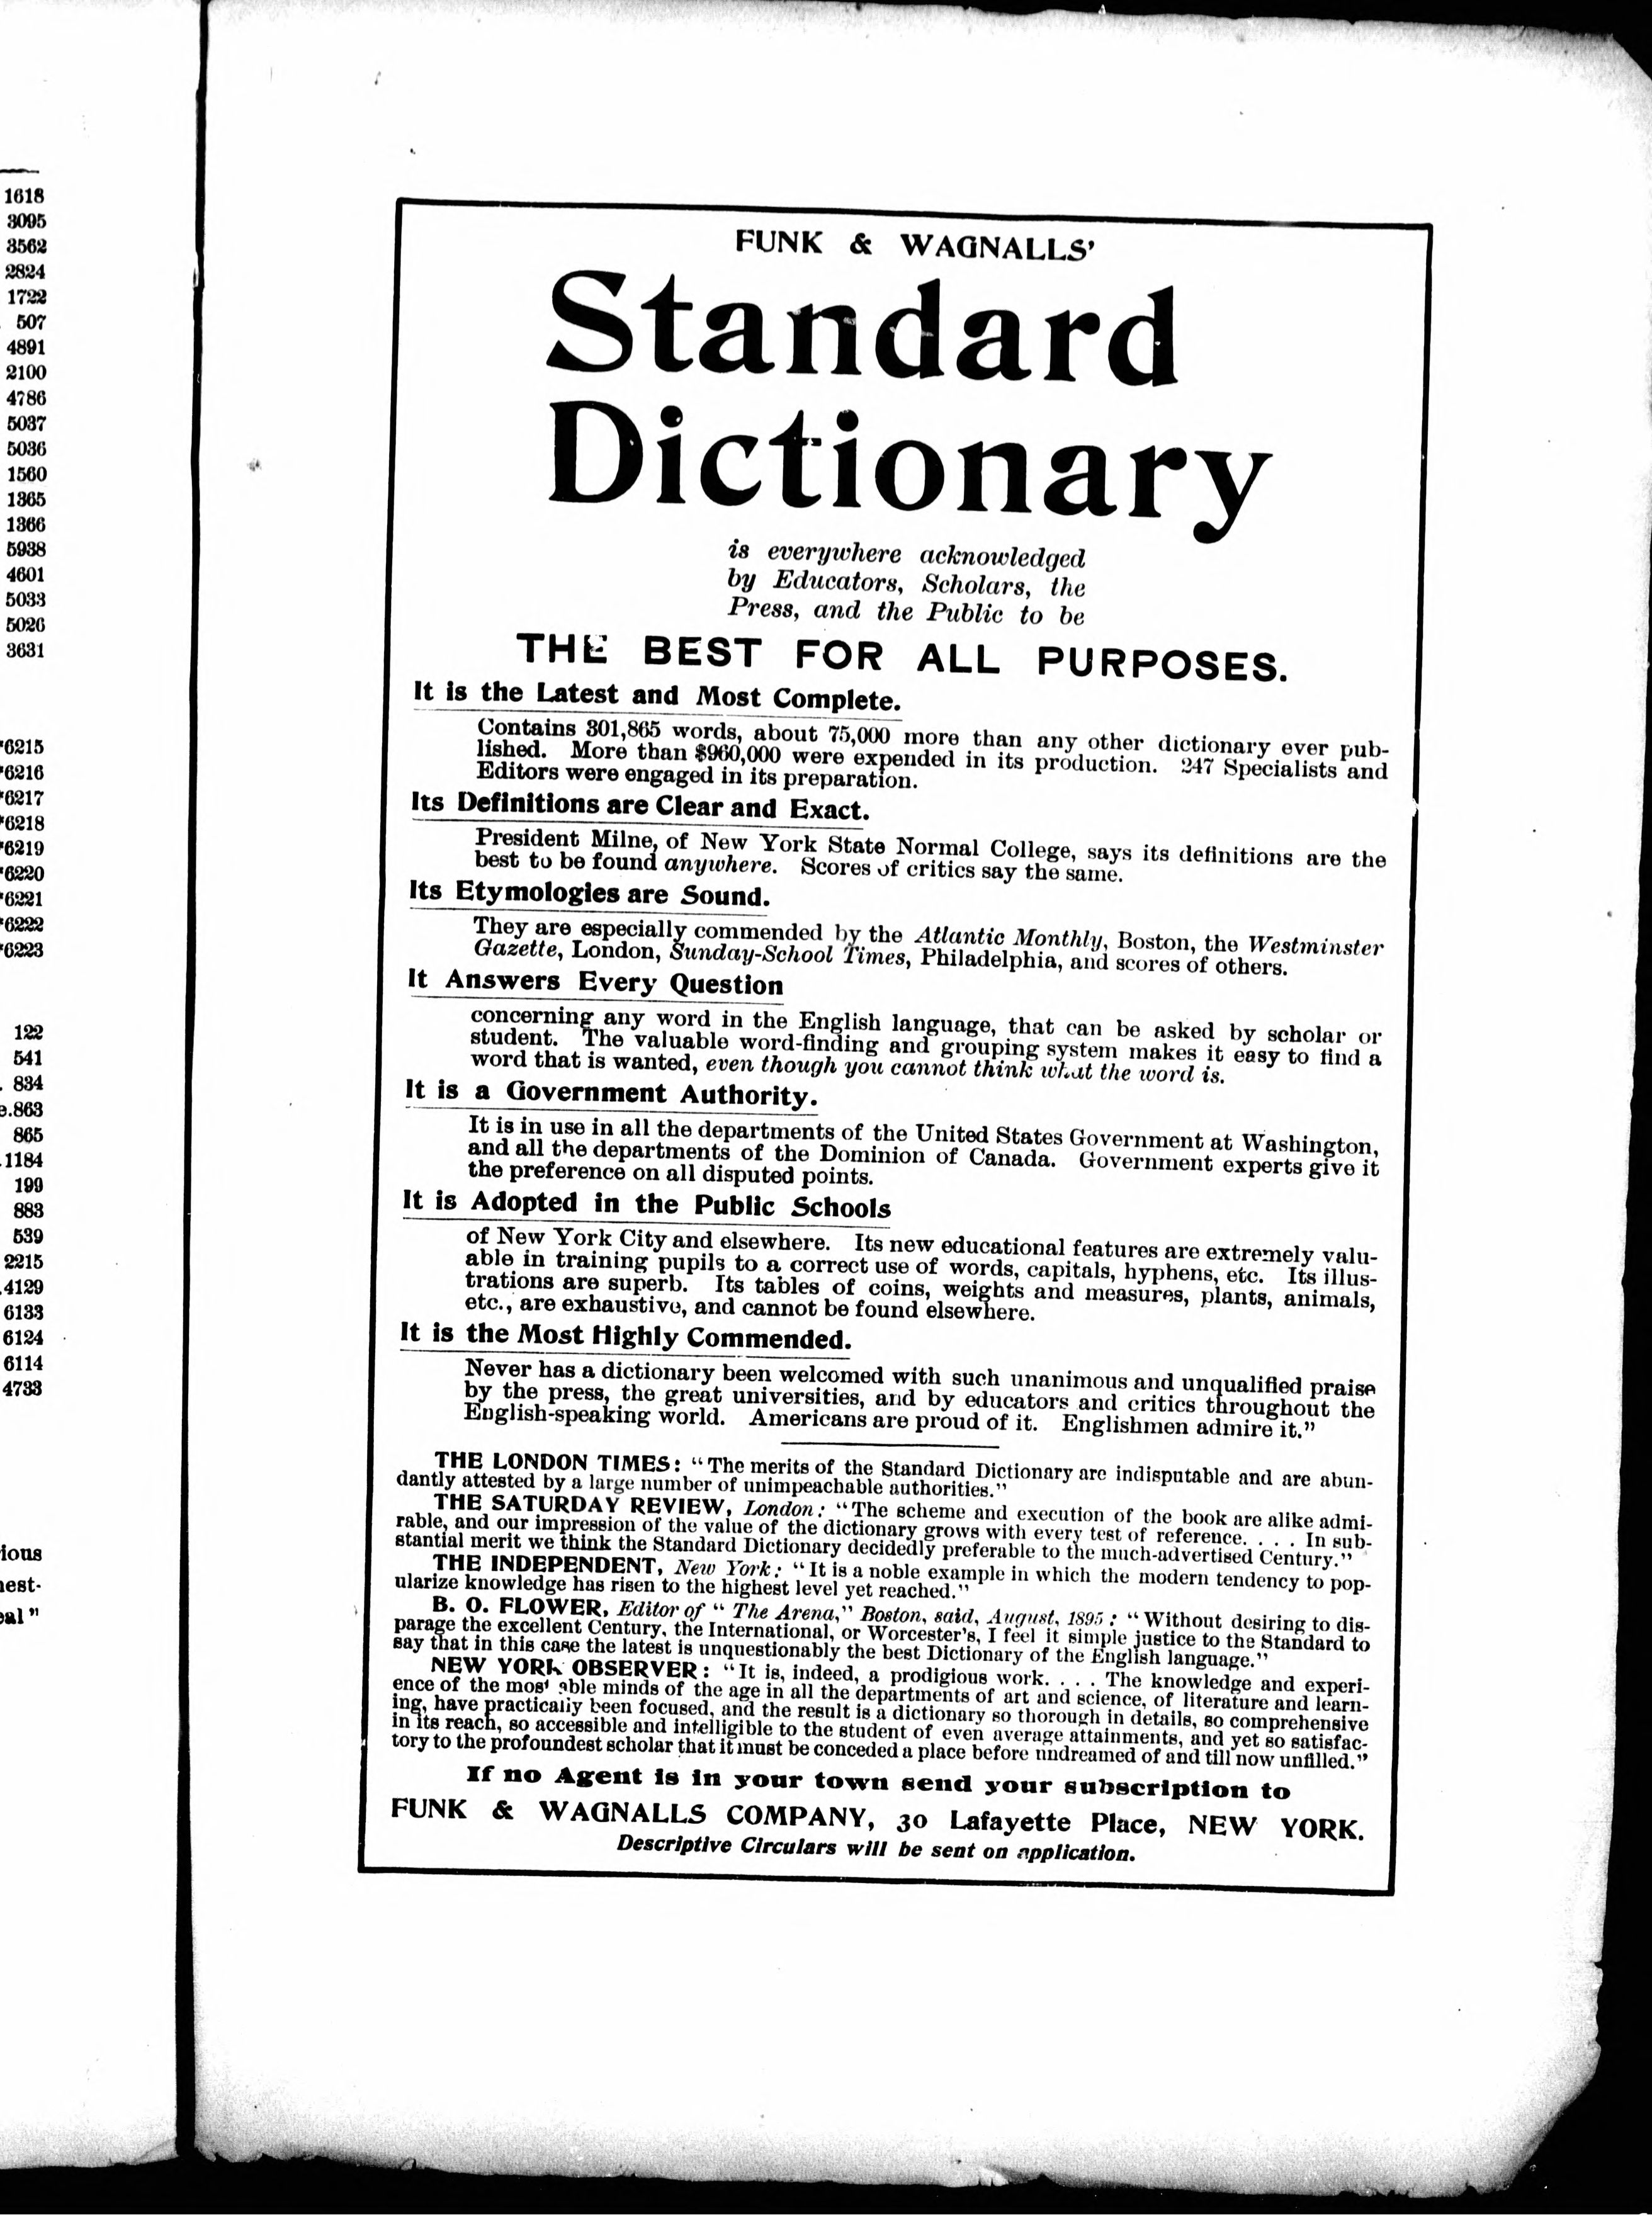 1618
3095
3562
2824
1722
507
4891
2100
4786
5037
5036
1560
1365
1366
5938
4601
5033
5026
3631
*6215
*6216
*6217
*6218
*6219
*6220
*6221
*6222
*6223
122
541
. 834
.863
865
.1184
199
883
539
2215
.4129
6133
6124
6114
4733
FUNK & WAGNALLS'
Standard
Dictionary
is everywhere acknowledged
by Educators, Scholars, the
Press, and the Public to be
THE BEST FOR ALL PURPOSES.
It is the Latest and Most Complete.
Contains 301,865 words, about 75,000 more than any other dictionary ever pub-
lished. More than $960,000 were expended in its production. 247 Specialists and
Editors were engaged in its preparation.
Its Definitions are Clear and Exact.
President Milne, of New York State Normal College, says its definitions are the
best to be found anywhere. Scores of critics say the same.
Its Etymologies are Sound.
They are especially commended by the Atlantic Monthly, Boston, the Westminster
Gazette, London, Sunday-School Times, Philadelphia, and scores of others.
It Answers Every Question
concerning any word in the English language, that can be asked by scholar or
student. The valuable word-finding and grouping system makes it easy to find a
word that is wanted, even though you cannot think what the word is.
It is a Government Authority.
It is in use in all the departments of the United States Government at Washington,
and all the departments of the Dominion of Canada. Government experts give it
the preference on all disputed points.
It is Adopted in the Public Schools
of New York City and elsewhere. Its new educational features are extremely valu-
able in training pupils to a correct use of words, capitals, hyphens, etc. Its illus-
trations are superb. Its tables of coins, weights and measures, plants, animals,
etc., are exhaustive, and cannot be found elsewhere.
It is the Most Highly Commended.
Never has a dictionary been welcomed with such unanimous and unqualified praise
by the press, the great universities, and by educators and critics throughout the
English-speaking world. Americans are proud of it. Englishmen admire it."
THE LONDON TIMES: "The merits of the Standard Dictionary are indisputable and are abun-
dantly attested by a large number of unimpeachable authorities."
THE SATURDAY REVIEW, London: "The scheme and execution of the book are alike admi-
rable, and our impression of the value of the dictionary grows with every test of reference. . . . In sub-
stantial merit we think the Standard Dictionary decidedly preferable to the much-advertised Century."
THE INDEPENDENT, New York: "It is a noble example in which the modern tendency to pop-
ularize knowledge has risen to the highest level yet reached."
B. O. FLOWER, Editor of "The Arena," Boston, said, August, 1895: "Without desiring to dis-
parage the excellent Century, the International, or Worcester's, I feel it simple justice to the Standard to
say that in this case the latest is unquestionably the best Dictionary of the English language."
NEW YORK OBSERVER: "It is, indeed, a prodigious work. . . . The knowledge and experi-
ence of the most able minds of the age in all the departments of art and science, of literature and learn-
ing, have practically been focused, and the result is a dictionary so thorough in details, so comprehensive
in its reach, so accessible and intelligible to the student of even average attainments, and yet so satisfac-
tory to the profoundest scholar that it must be conceded a place before undreamed of and till now unfilled."
If no Agent is in your town send your subscription to
FUNK & WAGNALLS COMPANY, 30 Lafayette Place, NEW YORK.
Descriptive Circulars will be sent on application.